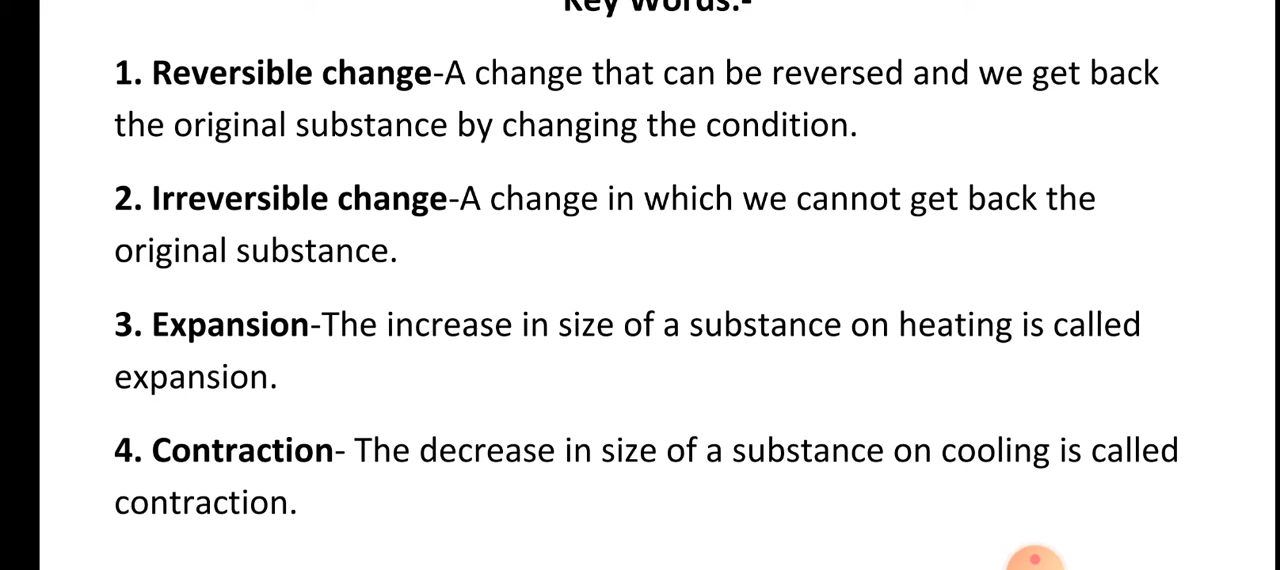 Key Words:-
1. Reversible change-A change that can be reversed and we get back
the original substance by changing the condition.
2. Irreversible change-A change in which we cannot get back the
original substance.
3. Expansion-The increase in size of a substance on heating is called
expansion.
4. Contraction- The decrease in size of a substance on cooling is called
contraction.